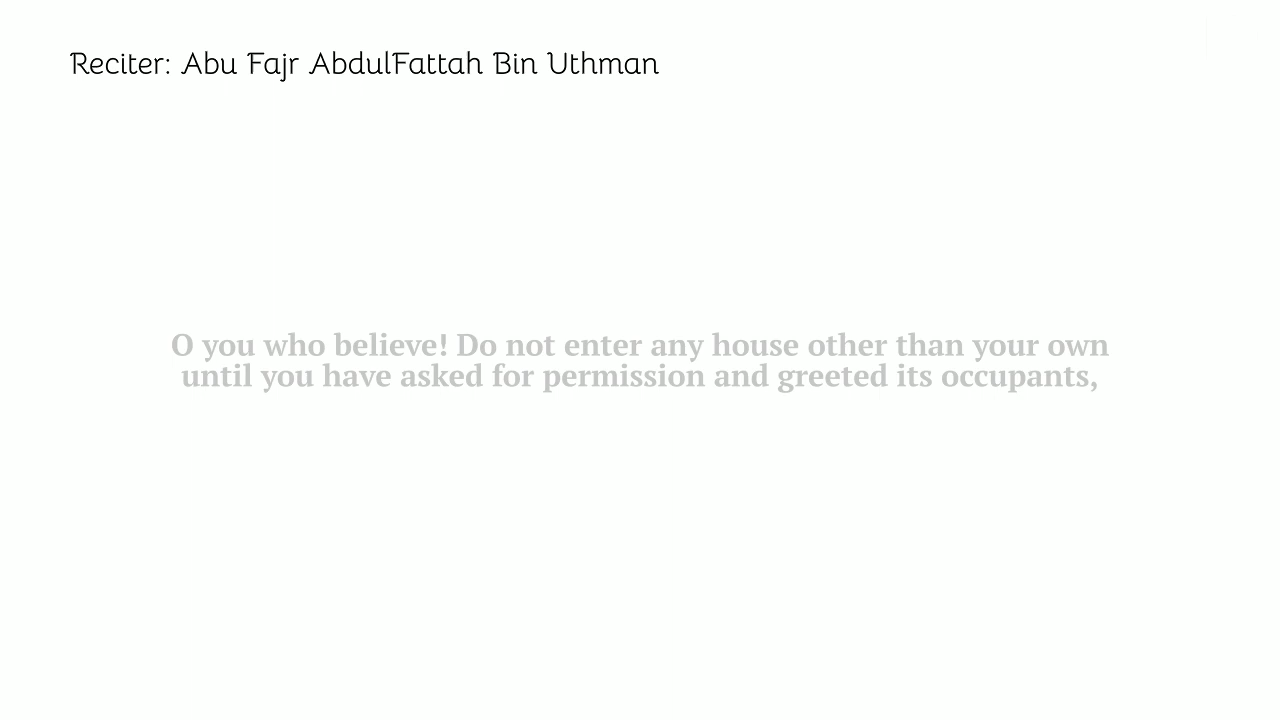 Reciter: Abu Fajr AbdulFattah Bin Uthman
O you who believe! Do not enter any house other than your own
until you have asked for permission and greeted its occupants,